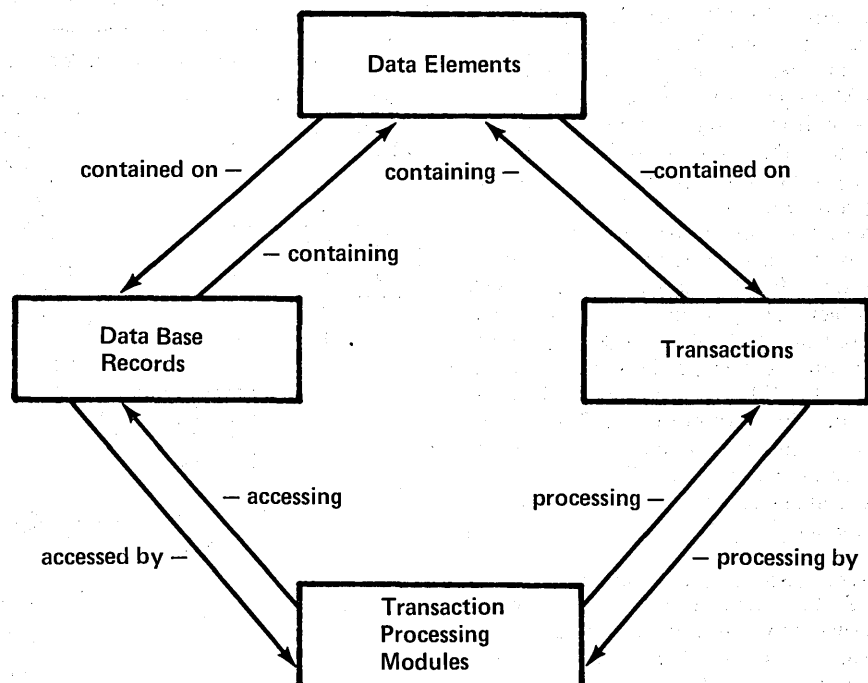 Data Elements
contained on –
containing –
–contained on
– containing
Data Base
Records
Transactions
– accessing
processing –
accessed by –
– processing by
Transaction
Processing
Modules